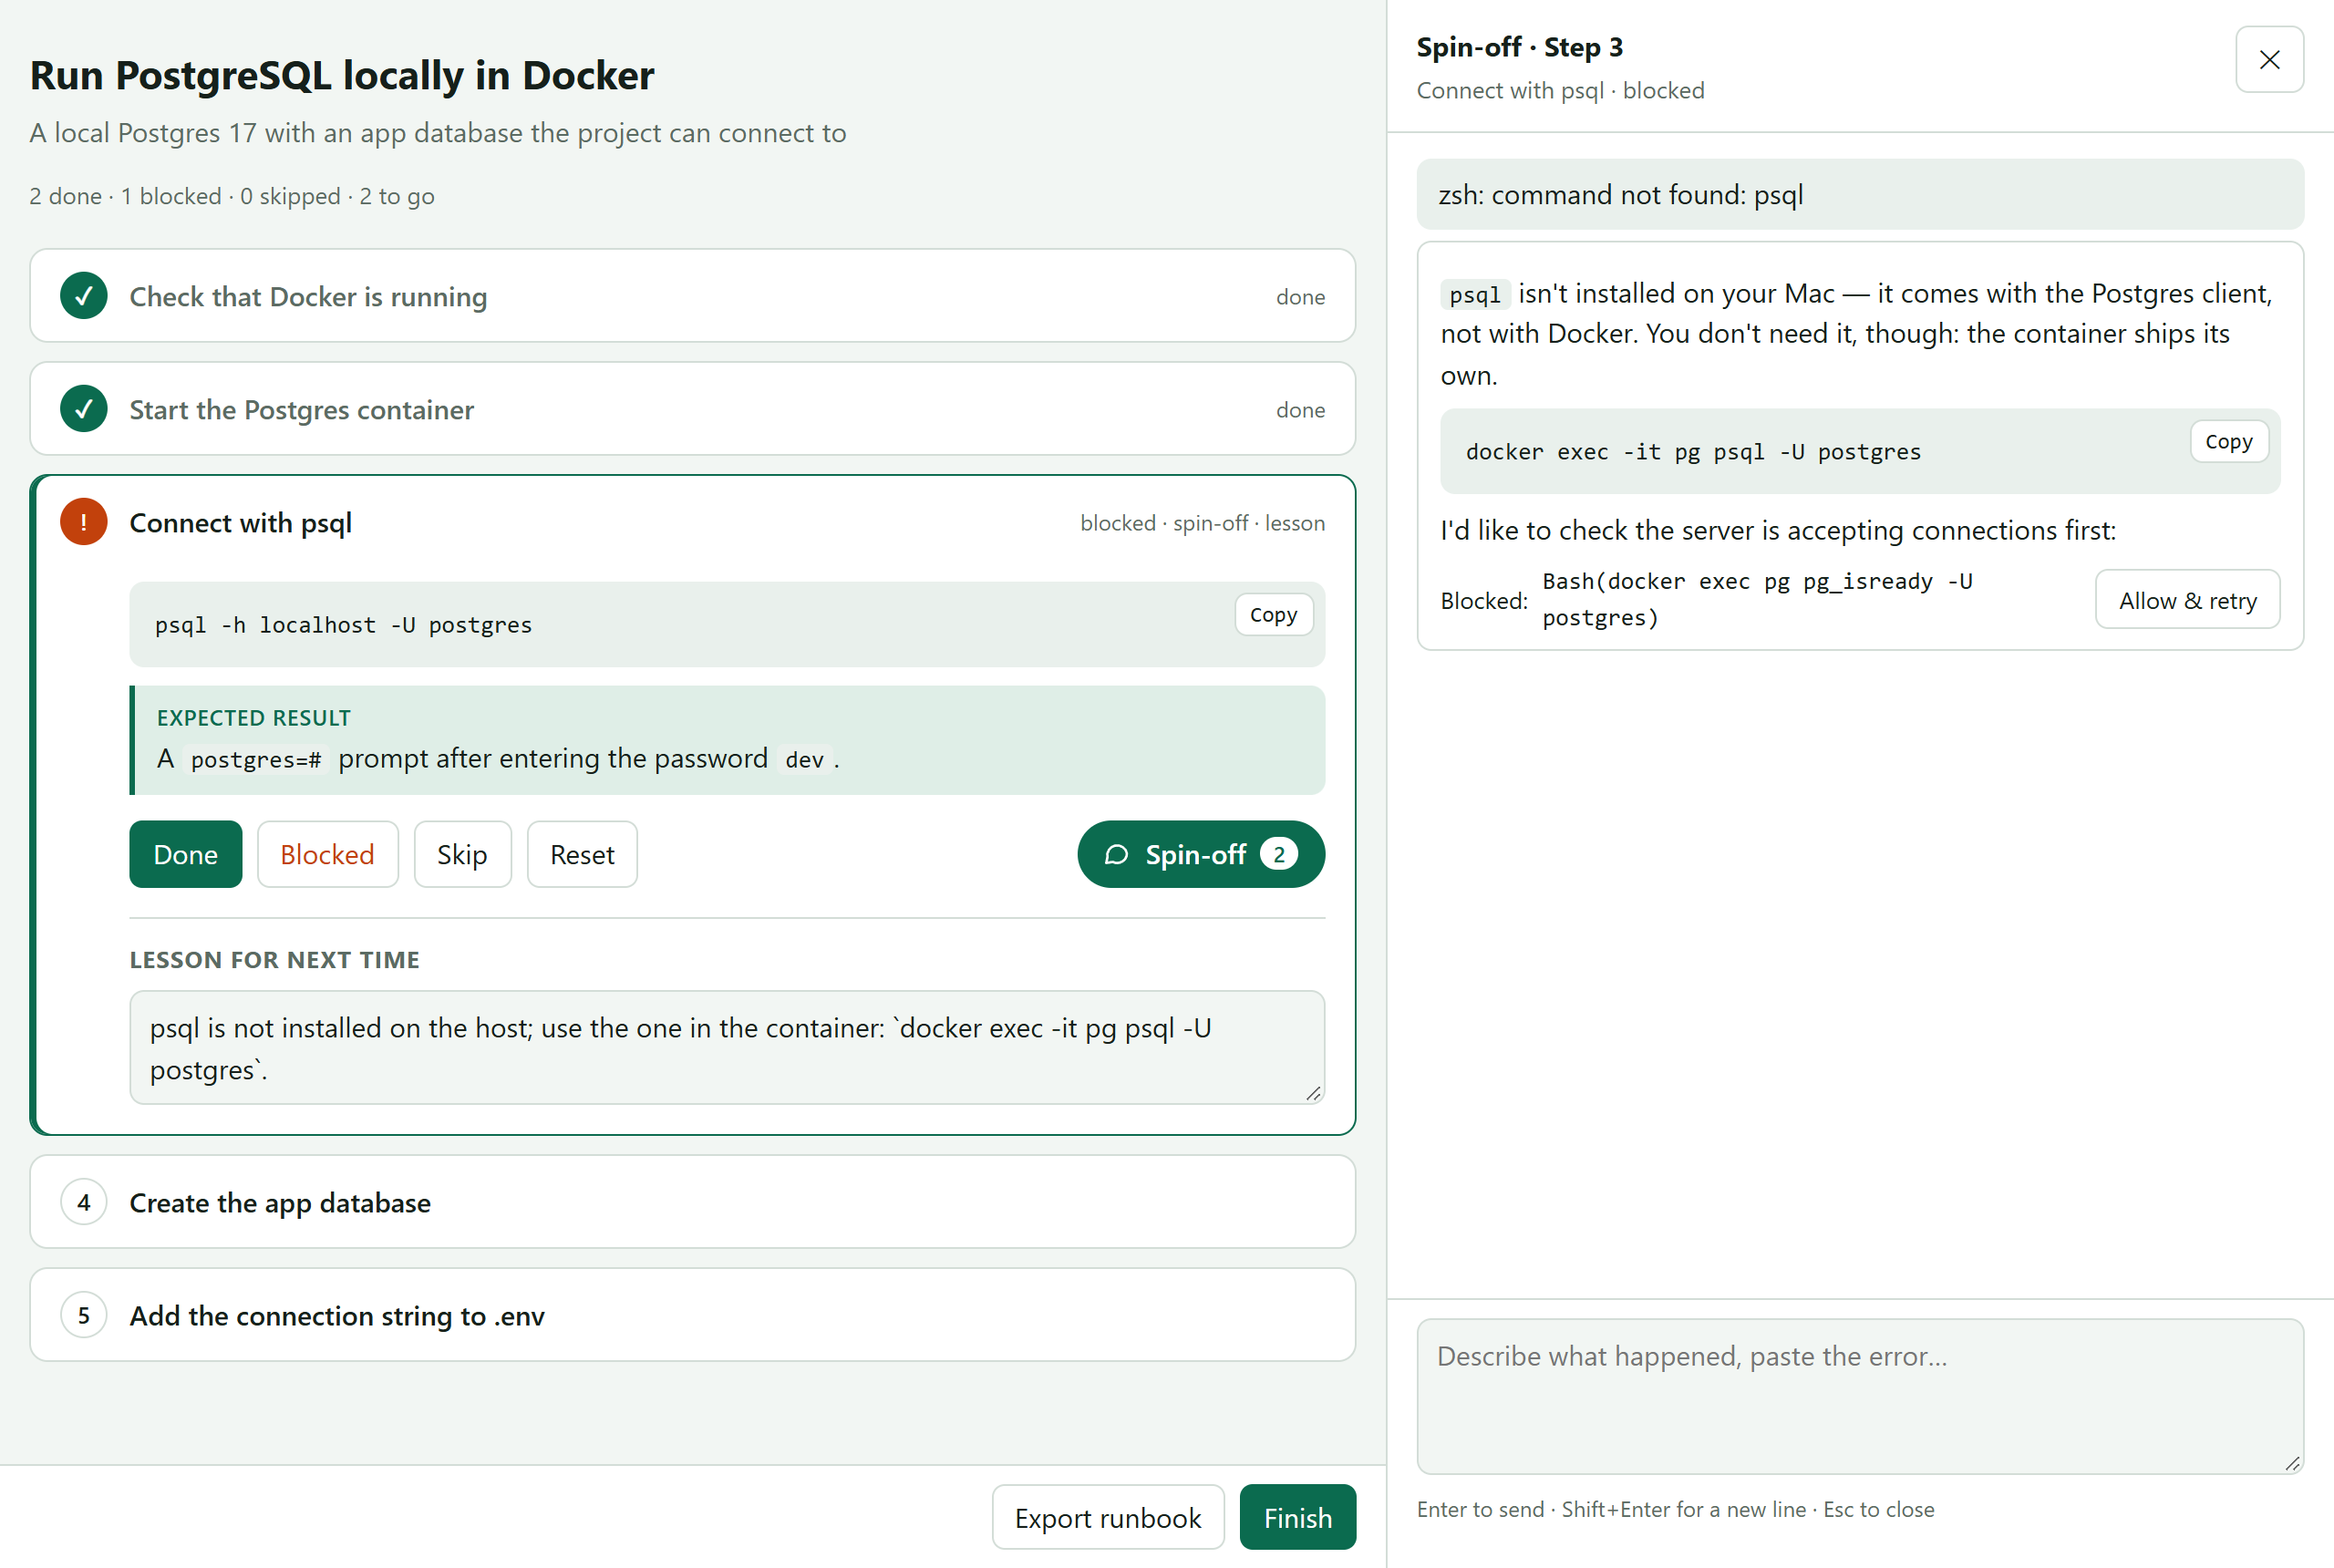 Run PostgreSQL locally in Docker
A local Postgres 17 with an app database the project can connect to
2 done · 1 blocked · 0 skipped · 2 to go
Check that Docker is running
done
Start the Postgres container
done
!
Connect with psql
blocked · spin-off · lesson
psql -h localhost -U postgres
Copy
EXPECTED RESULT
A postgres=# prompt after entering the password dev.
Done
Blocked
Skip
Reset
Spin-off 2
LESSON FOR NEXT TIME
psql is not installed on the host; use the one in the container: `docker exec -it pg psql -U
postgres`.
4
Create the app database
5
Add the connection string to .env
Export runbook
Finish
Spin-off · Step 3
Connect with psql · blocked
zsh: command not found: psql
psql isn't installed on your Mac — it comes with the Postgres client,
not with Docker. You don't need it, though: the container ships its
own.
docker exec -it pg psql -U postgres
Copy
I'd like to check the server is accepting connections first:
Blocked:
Bash(docker exec pg pg_isready -U
postgres)
Allow & retry
Describe what happened, paste the error…
Enter to send · Shift+Enter for a new line · Esc to close